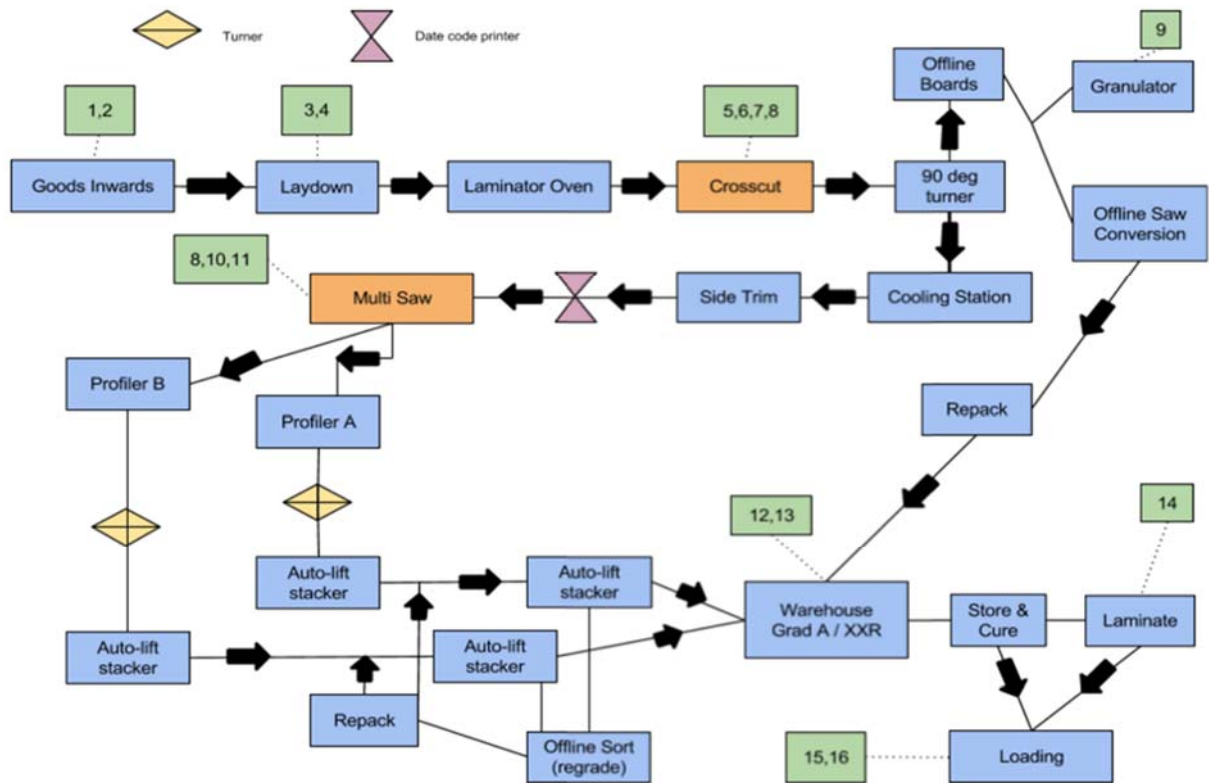 Turner
Date code printer
9
Offline
Boards
Granulator
1,2
3,4
5,6,7,8
Goods Inwards
Laydown
Laminator Oven
Crosscut
90 deg
turner
Offline Saw
Conversion
8,10,11
Multi Saw
Side Trim
Cooling Station
Profiler B
Profiler A
Repack
12,13
14
Auto-lift
stacker
Auto-lift
stacker
Warehouse
Grad A / XXR
Store &
Cure
Laminate
Auto-lift
stacker
Auto-lift
stacker
Repack
Offline Sort
(regrade)
15,16
Loading